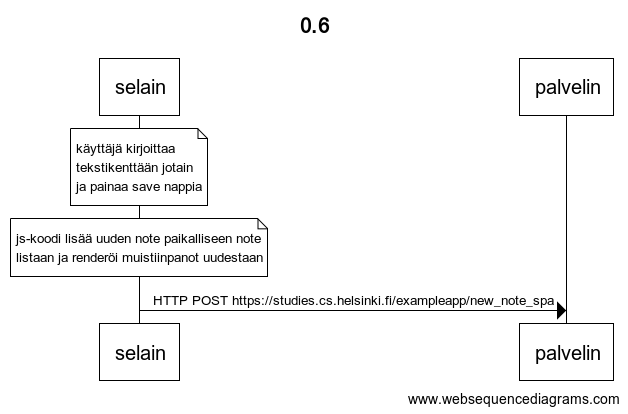 0.6
selain
palvelin
käyttäjä kirjoittaa
tekstikenttään jotain
ja painaa save nappia
js-koodi lisää uuden note paikalliseen note
listaan ja renderöi muistiinpanot uudestaan
HTTP POST https://studies.cs.helsinki.fi/exampleapp/new_note_spa
selain
palvelin
www.websequencediagrams.com